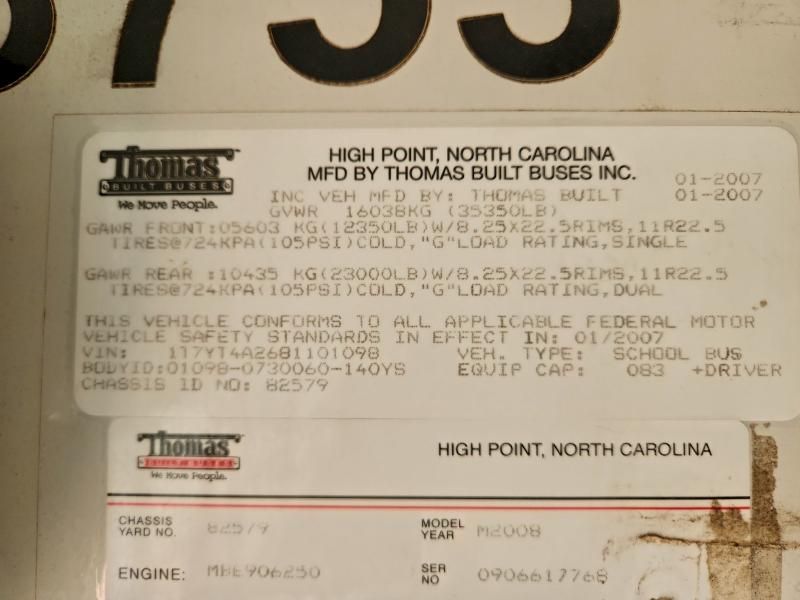 Thomas
BUILT BUSES
We Move People.
HIGH POINT, NORTH CAROLINA
MFD BY THOMAS BUILT BUSES INC.
01-2007
INC VEH MFD BY: THOMAS BUILT 01-2007
GVWR 16038KG (35350LB)
GAWR FRONT:05603 KG(12350LB)W/8.25X22.5RIMS,11R22.5
TIRES@724KPA(105PSI)COLD,"G"LOAD RATING,SINGLE
GAWR REAR :10435 KG(23000LB)W/8.25X22.5RIMS,11R22.5
TIRES@724KPA(105PSI)COLD,"G"LOAD RATING,DUAL
THIS VEHICLE CONFORMS TO ALL APPLICABLE FEDERAL MOTOR
VEHICLE SAFETY STANDARDS IN EFFECT IN: 01/2007
VIN: 1T7YT4A2681101098 VEH. TYPE: SCHOOL BUS
BODYID:01098-0730060-140YS EQUIP CAP: 083 +DRIVER
CHASSIS ID NO: 82579
Thomas
BUILT BUSES
We Move People.
HIGH POINT, NORTH CAROLINA
CHASSIS YARD NO. 82579 MODEL YEAR M2008
ENGINE: MBE906250 SER NO 0906617768